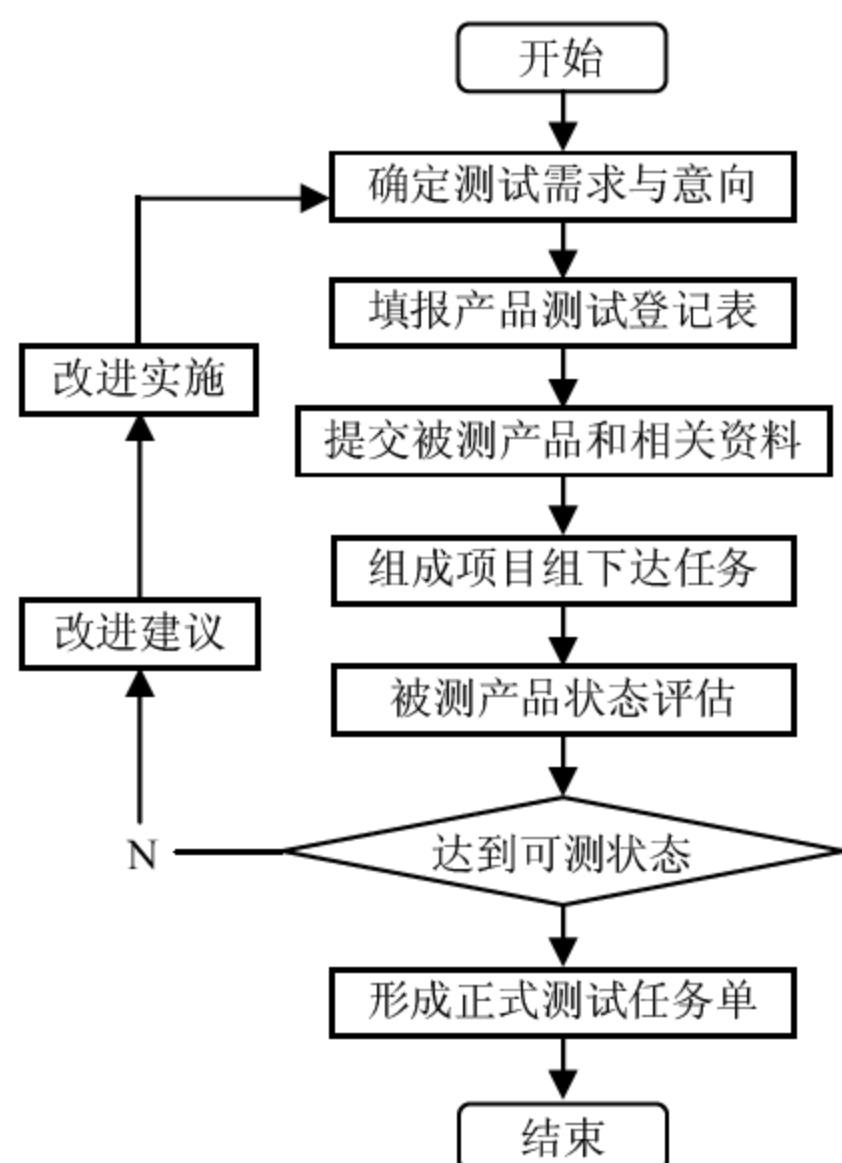 开始
确定测试需求与意向
填报产品测试登记表
改进实施
提交被测产品和相关资料
组成项目组下达任务
改进建议
被测产品状态评估
达到可测状态
N
形成正式测试任务单
结束